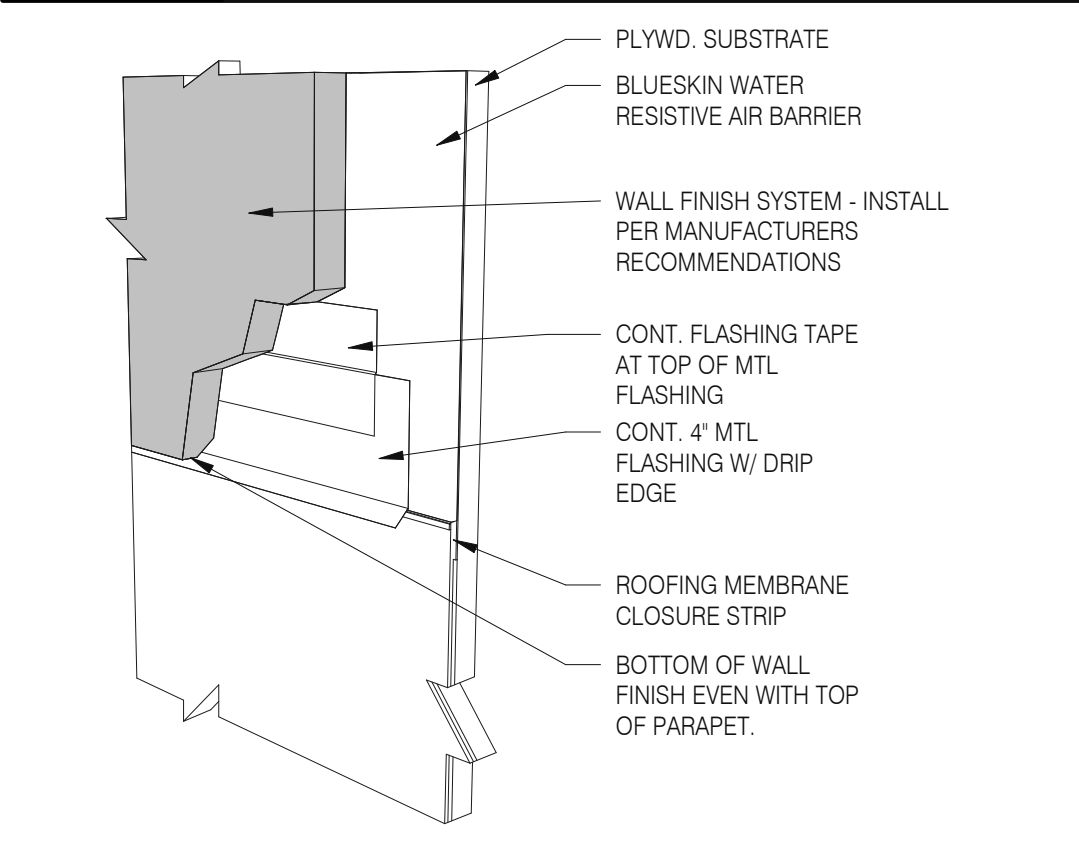 PLYWD. SUBSTRATE
BLUESKIN WATER
RESISTIVE AIR BARRIER
WALL FINISH SYSTEM - INSTALL
PER MANUFACTURERS
RECOMMENDATIONS
CONT. FLASHING TAPE
AT TOP OF MTL
FLASHING
CONT. 4" MTL
FLASHING W/ DRIP
EDGE
ROOFING MEMBRANE
CLOSURE STRIP
BOTTOM OF WALL
FINISH EVEN WITH TOP
OF PARAPET.